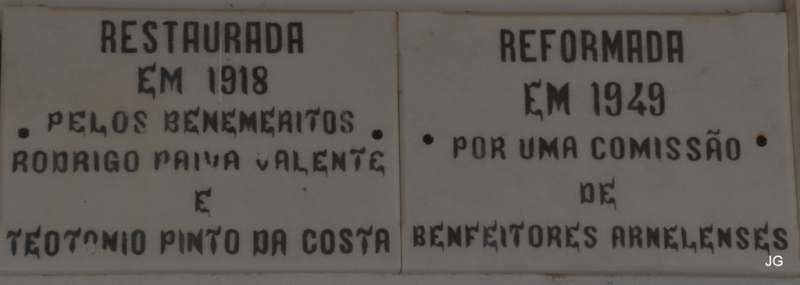 RESTAURADA
EM 1918
PELOS BENEMERITOS
RODRIGO PAIVA VALENTE
E
TEOTONIO PINTO DA COSTA
REFORMADA
EM 1949
POR UMA COMISSÃO
DE
BENFEITORES ARNELENSES
JG